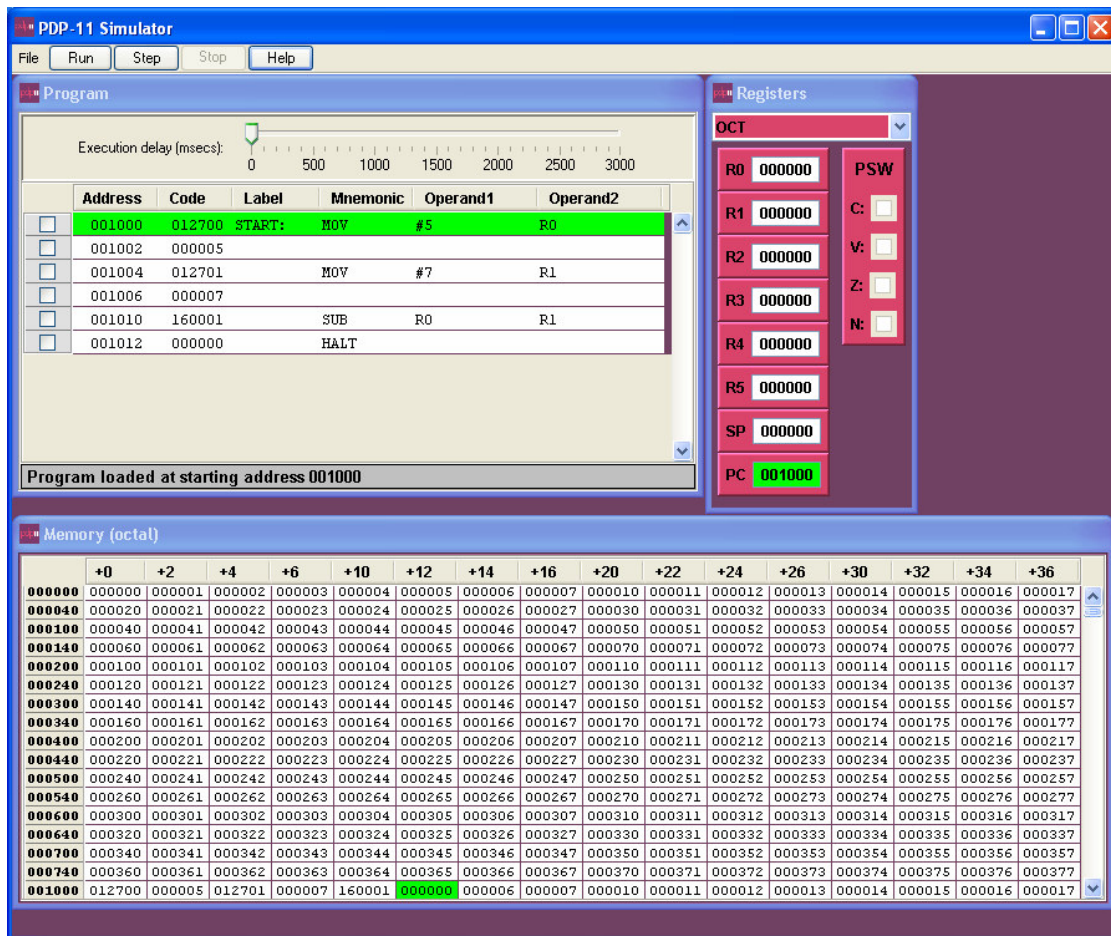 PDP-11 Simulator
File Run Step Stop Help
Program
Execution delay (msecs):
0 500 1000 1500 2000 2500 3000
Address Code Label Mnemonic Operand1 Operand2
001000 012700 START: MOV #5 R0
001002 000005
001004 012701 MOV #7 R1
001006 000007
001010 160001 SUB R0 R1
001012 000000 HALT
Program loaded at starting address 001000
Registers
OCT
R0 000000
R1 000000
R2 000000
R3 000000
R4 000000
R5 000000
SP 000000
PC 001000
PSW
C:
V:
Z:
N:
Memory (octal)
+0 +2 +4 +6 +10 +12 +14 +16 +20 +22 +24 +26 +30 +32 +34 +36
000000 000000 000001 000002 000003 000004 000005 000006 000007 000010 000011 000012 000013 000014 000015 000016 000017
000040 000020 000021 000022 000023 000024 000025 000026 000027 000030 000031 000032 000033 000034 000035 000036 000037
000100 000040 000041 000042 000043 000044 000045 000046 000047 000050 000051 000052 000053 000054 000055 000056 000057
000140 000060 000061 000062 000063 000064 000065 000066 000067 000070 000071 000072 000073 000074 000075 000076 000077
000200 000100 000101 000102 000103 000104 000105 000106 000107 000110 000111 000112 000113 000114 000115 000116 000117
000240 000120 000121 000122 000123 000124 000125 000126 000127 000130 000131 000132 000133 000134 000135 000136 000137
000300 000140 000141 000142 000143 000144 000145 000146 000147 000150 000151 000152 000153 000154 000155 000156 000157
000340 000160 000161 000162 000163 000164 000165 000166 000167 000170 000171 000172 000173 000174 000175 000176 000177
000400 000200 000201 000202 000203 000204 000205 000206 000207 000210 000211 000212 000213 000214 000215 000216 000217
000440 000220 000221 000222 000223 000224 000225 000226 000227 000230 000231 000232 000233 000234 000235 000236 000237
000500 000240 000241 000242 000243 000244 000245 000246 000247 000250 000251 000252 000253 000254 000255 000256 000257
000540 000260 000261 000262 000263 000264 000265 000266 000267 000270 000271 000272 000273 000274 000275 000276 000277
000600 000300 000301 000302 000303 000304 000305 000306 000307 000310 000311 000312 000313 000314 000315 000316 000317
000640 000320 000321 000322 000323 000324 000325 000326 000327 000330 000331 000332 000333 000334 000335 000336 000337
000700 000340 000341 000342 000343 000344 000345 000346 000347 000350 000351 000352 000353 000354 000355 000356 000357
000740 000360 000361 000362 000363 000364 000365 000366 000367 000370 000371 000372 000373 000374 000375 000376 000377
001000 012700 000005 012701 000007 160001 000000 000006 000007 000010 000011 000012 000013 000014 000015 000016 000017